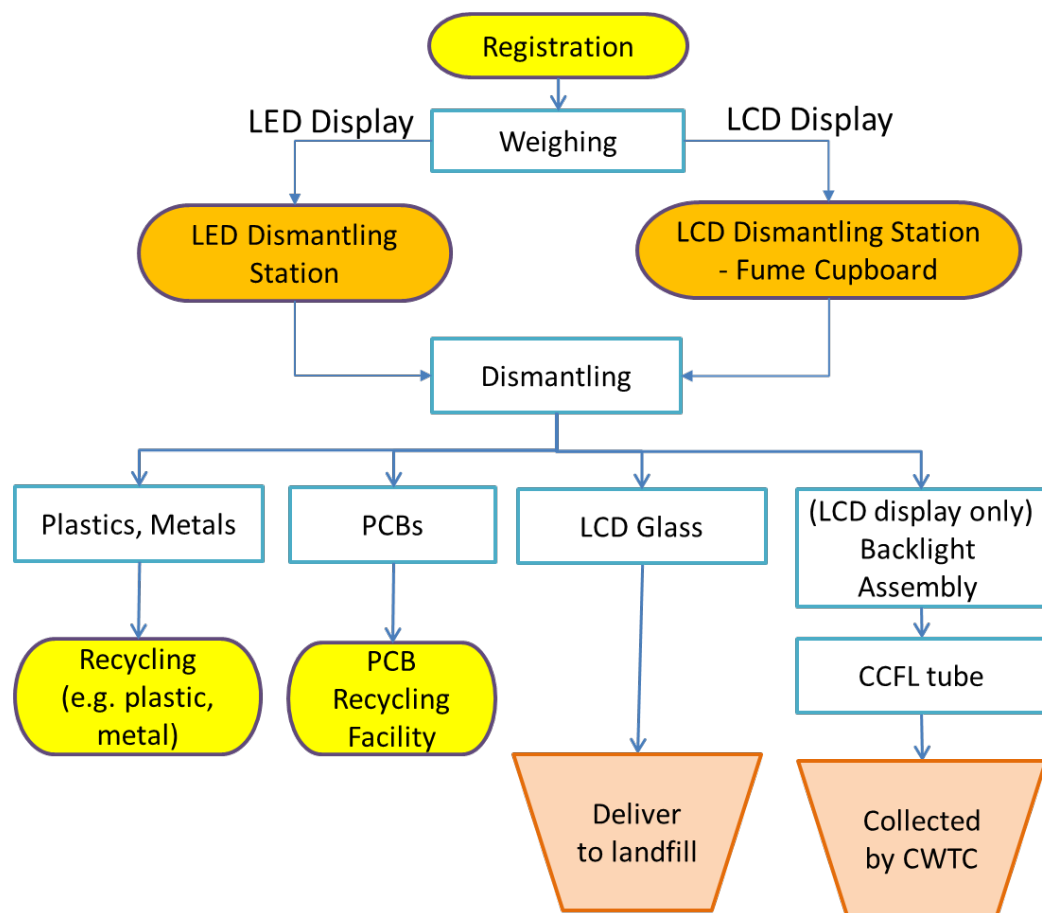 Registration
LED Display
LCD Display
Weighing
LED Dismantling
Station
LCD Dismantling Station
- Fume Cupboard
Dismantling
Plastics, Metals
PCBs
LCD Glass
(LCD display only)
Backlight
Assembly
Recycling
(e.g. plastic,
metal)
PCB
Recycling
Facility
CCFL tube
Deliver
to landfill
Collected
by CWTC